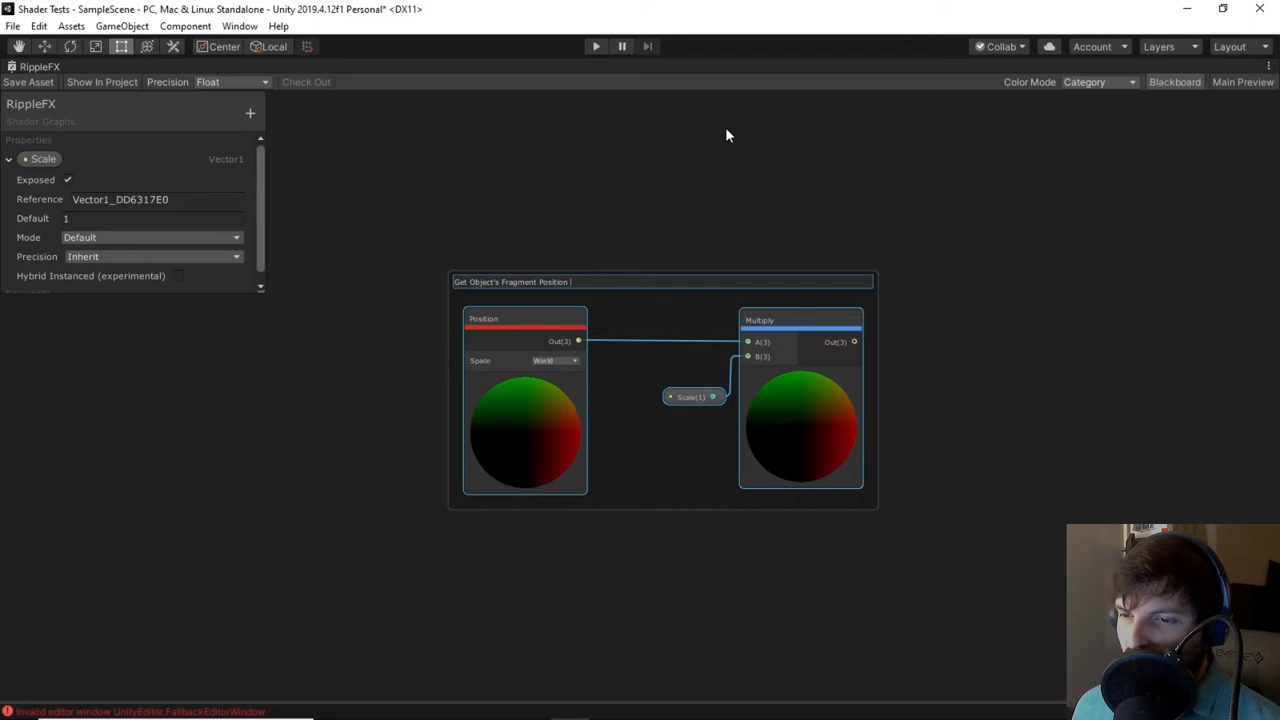 Shader Tests - SampleScene - PC, Mac & Linux Standalone - Unity 2019.4.12f1 Personal* <DX11>
File Edit Assets GameObject Component Window Help
Center Local Collab Account Layers Layout
RippleFX
Save Asset Show In Project Precision Float Check Out Color Mode Category Blackboard Main Preview
RippleFX
Shader Graphs
Properties
Scale Vector1
Exposed
Reference Vector1_DD6317E0
Default 1
Mode Default
Precision Inherit
Hybrid Instanced (experimental)
Get Object's Fragment Position
Position
Out(3)
Space World
Multiply
A(3) Out(3)
B(3)
Scale(1)
Invalid editor window UnityEditor.FallbackEditorWindow